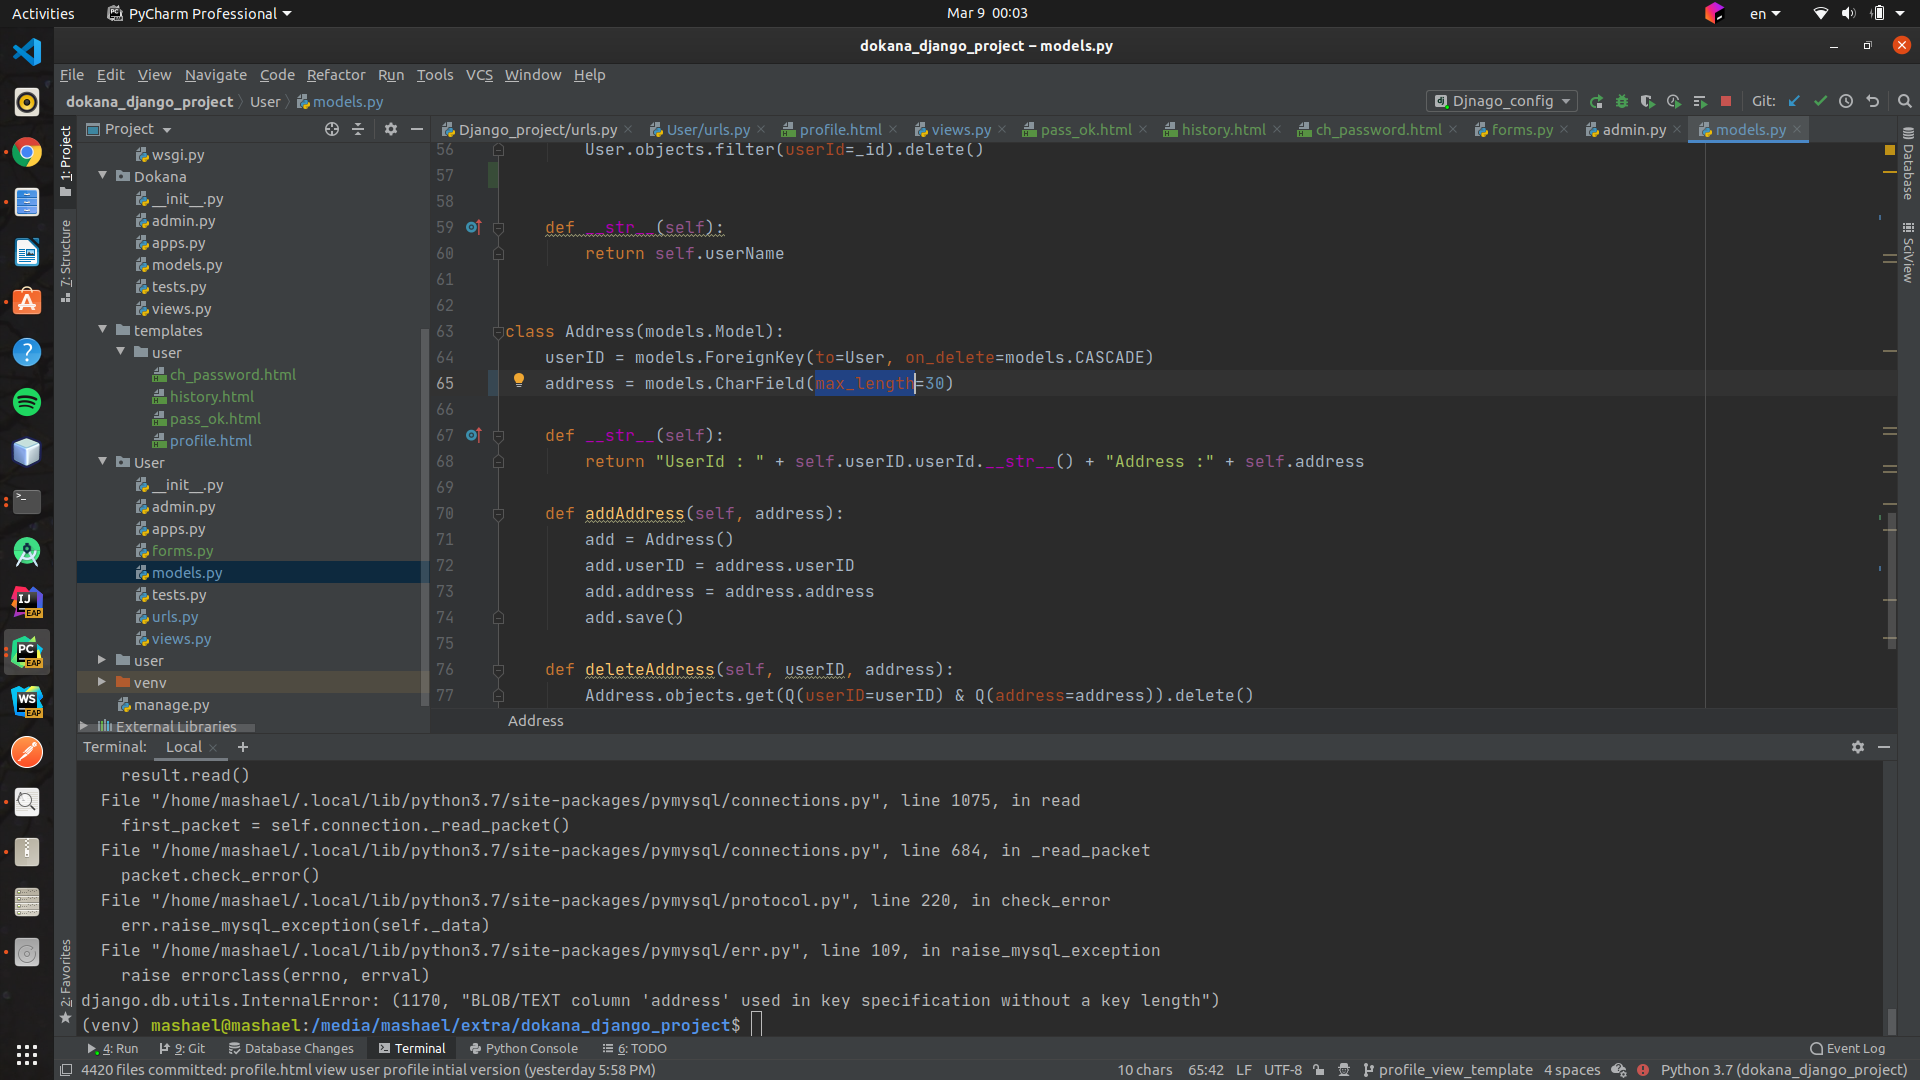 Activities
PyCharm Professional
Mar 9 00:03
en
dokana_django_project – models.py
File Edit View Navigate Code Refactor Run Tools VCS Window Help
dokana_django_project User models.py
Djnago_config
Git:
Project
Django_project/urls.py
User/urls.py
profile.html
views.py
pass_ok.html
history.html
ch_password.html
forms.py
admin.py
models.py
1: Project
7: Structure
2: Favorites
Database
SciView
wsgi.py
Dokana
__init__.py
admin.py
apps.py
models.py
tests.py
views.py
templates
user
ch_password.html
history.html
pass_ok.html
profile.html
User
__init__.py
admin.py
apps.py
forms.py
models.py
tests.py
urls.py
views.py
user
venv
manage.py
External Libraries
56 User.objects.filter(userId=_id).delete()
57
58
59 def __str__(self):
60 return self.userName
61
62
63 class Address(models.Model):
64 userID = models.ForeignKey(to=User, on_delete=models.CASCADE)
65 address = models.CharField(max_length=30)
66
67 def __str__(self):
68 return "UserId : " + self.userID.userId.__str__() + "Address :" + self.address
69
70 def addAddress(self, address):
71 add = Address()
72 add.userID = address.userID
73 add.address = address.address
74 add.save()
75
76 def deleteAddress(self, userID, address):
77 Address.objects.get(Q(userID=userID) & Q(address=address)).delete()
Address
Terminal: Local +
result.read()
File "/home/mashael/.local/lib/python3.7/site-packages/pymysql/connections.py", line 1075, in read
first_packet = self.connection._read_packet()
File "/home/mashael/.local/lib/python3.7/site-packages/pymysql/connections.py", line 684, in _read_packet
packet.check_error()
File "/home/mashael/.local/lib/python3.7/site-packages/pymysql/protocol.py", line 220, in check_error
err.raise_mysql_exception(self._data)
File "/home/mashael/.local/lib/python3.7/site-packages/pymysql/err.py", line 109, in raise_mysql_exception
raise errorclass(errno, errval)
django.db.utils.InternalError: (1170, "BLOB/TEXT column 'address' used in key specification without a key length")
(venv) mashael@mashael:/media/mashael/extra/dokana_django_project$
4: Run 9: Git Database Changes Terminal Python Console 6: TODO Event Log
4420 files committed: profile.html view user profile intial version (yesterday 5:58 PM) 10 chars 65:42 LF UTF-8 profile_view_template 4 spaces Python 3.7 (dokana_django_project)
IJ
EAP
PC
EAP
WS
EAP